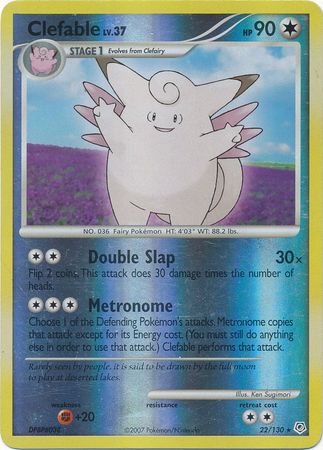 Clefable LV.37 HP 90
STAGE 1 Evolves from Clefairy
NO. 036 Fairy Pokémon HT: 4'03" WT: 88.2 lbs.
Double Slap 30×
Flip 2 coins. This attack does 30 damage times the number of
heads.
Metronome
Choose 1 of the Defending Pokémon's attacks. Metronome copies
that attack except for its Energy cost. (You must still do anything
else in order to use that attack.) Clefable performs that attack.
Rarely seen by people, it is said to be drawn by the full moon
to play at deserted lakes.
Illus. Ken Sugimori
weakness resistance retreat cost
+20
©2007 Pokémon/Nintendo 22/130 ★